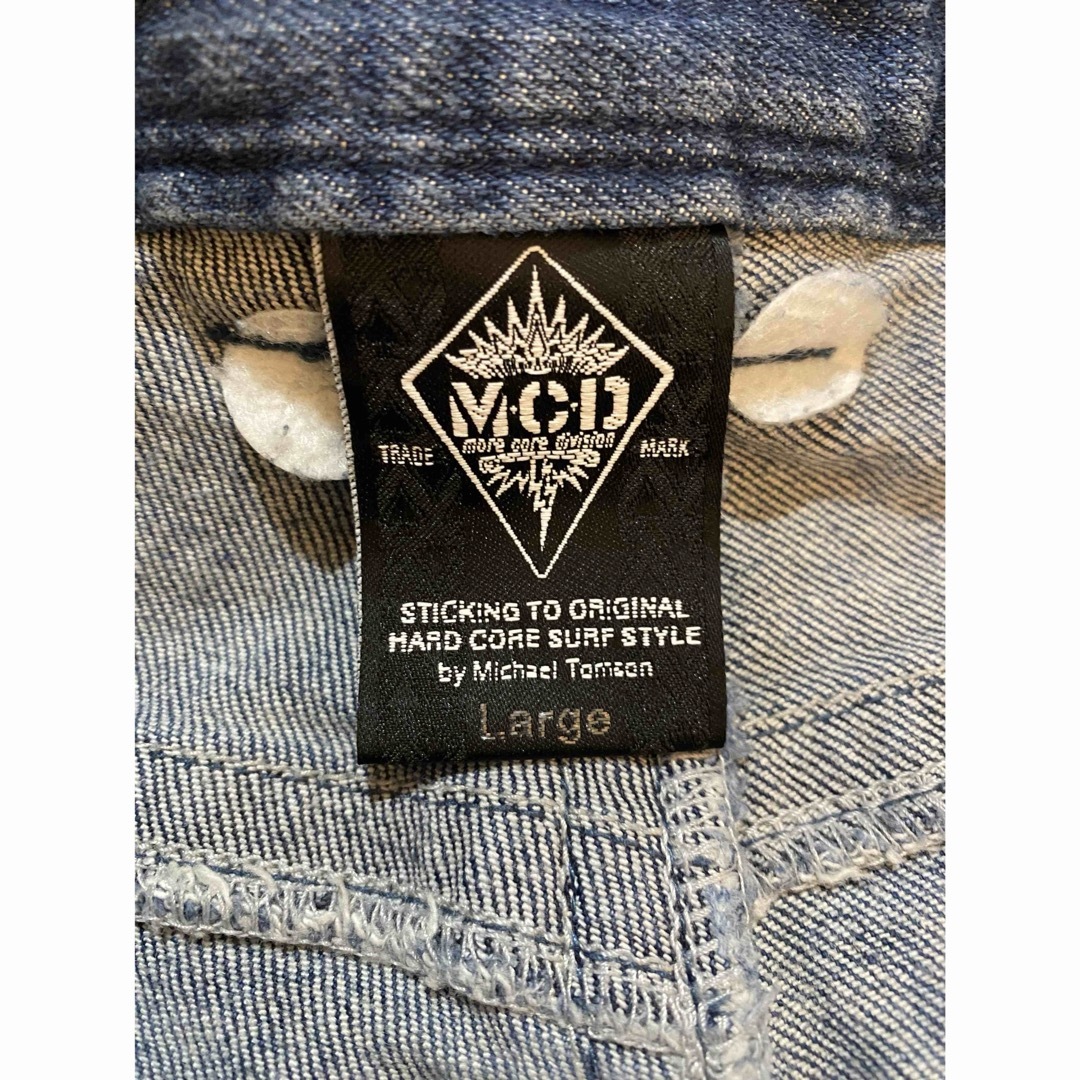 M·C·D
more core division
TRADE MARK
STICKING TO ORIGINAL
HARD CORE SURF STYLE
by Michael Tomson
Large